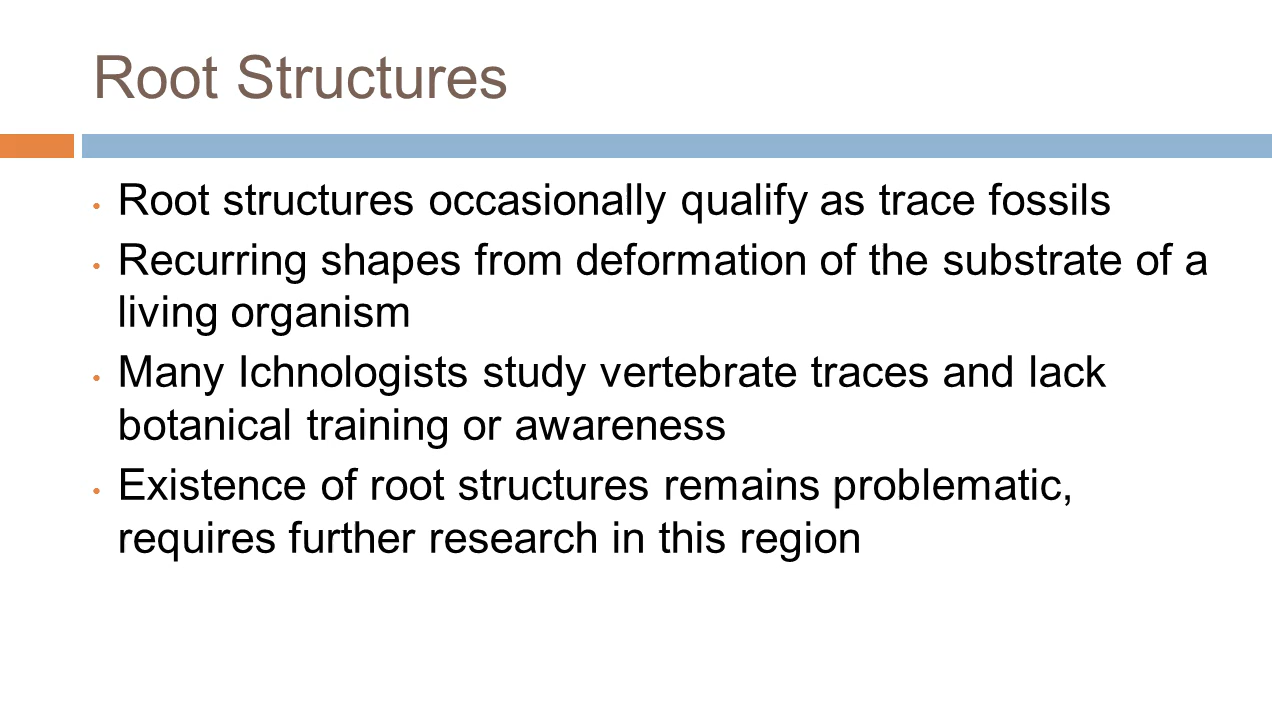 Root Structures
• Root structures occasionally qualify as trace fossils
• Recurring shapes from deformation of the substrate of a
living organism
• Many Ichnologists study vertebrate traces and lack
botanical training or awareness
• Existence of root structures remains problematic,
requires further research in this region